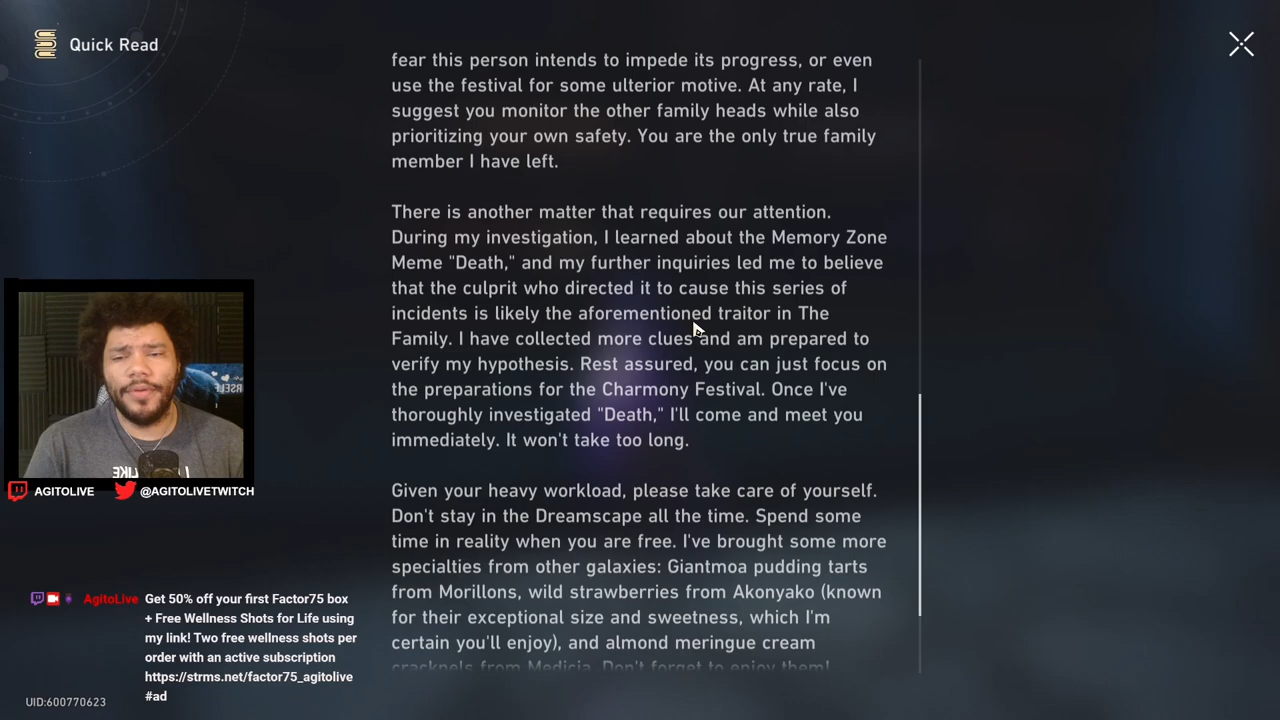 Quick Read
fear this person intends to impede its progress, or even
use the festival for some ulterior motive. At any rate, I
suggest you monitor the other family heads while also
prioritizing your own safety. You are the only true family
member I have left.
There is another matter that requires our attention.
During my investigation, I learned about the Memory Zone
Meme "Death," and my further inquiries led me to believe
that the culprit who directed it to cause this series of
incidents is likely the aforementioned traitor in The
Family. I have collected more clues and am prepared to
verify my hypothesis. Rest assured, you can just focus on
the preparations for the Charmony Festival. Once I've
thoroughly investigated "Death," I'll come and meet you
immediately. It won't take too long.
Given your heavy workload, please take care of yourself.
Don't stay in the Dreamscape all the time. Spend some
time in reality when you are free. I've brought some more
specialties from other galaxies: Giantmoa pudding tarts
from Morillons, wild strawberries from Akonyako (known
for their exceptional size and sweetness, which I'm
certain you'll enjoy), and almond meringue cream
cracknels from Medicia. Don't forget to enjoy them!
AGITOLIVE @AGITOLIVETWITCH
AgitoLive Get 50% off your first Factor75 box
+ Free Wellness Shots for Life using
my link! Two free wellness shots per
order with an active subscription
https://strms.net/factor75_agitolive
#ad
UID:600770623